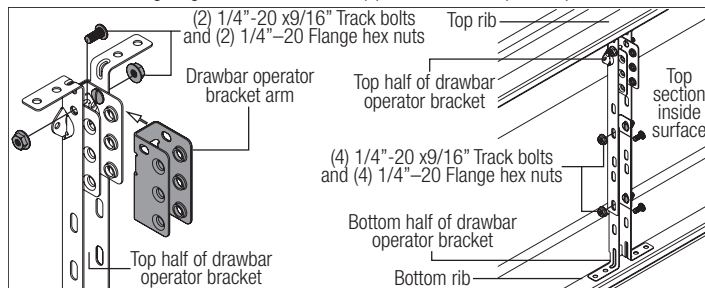 (2) 1/4"-20 x9/16" Track bolts
and (2) 1/4"–20 Flange hex nuts
Drawbar operator
bracket arm
Top half of drawbar
operator bracket
Top rib
Top half of drawbar
operator bracket
Top
section
inside
surface
(4) 1/4"-20 x9/16" Track bolts
and (4) 1/4"–20 Flange hex nuts
Bottom half of drawbar
operator bracket
Bottom rib